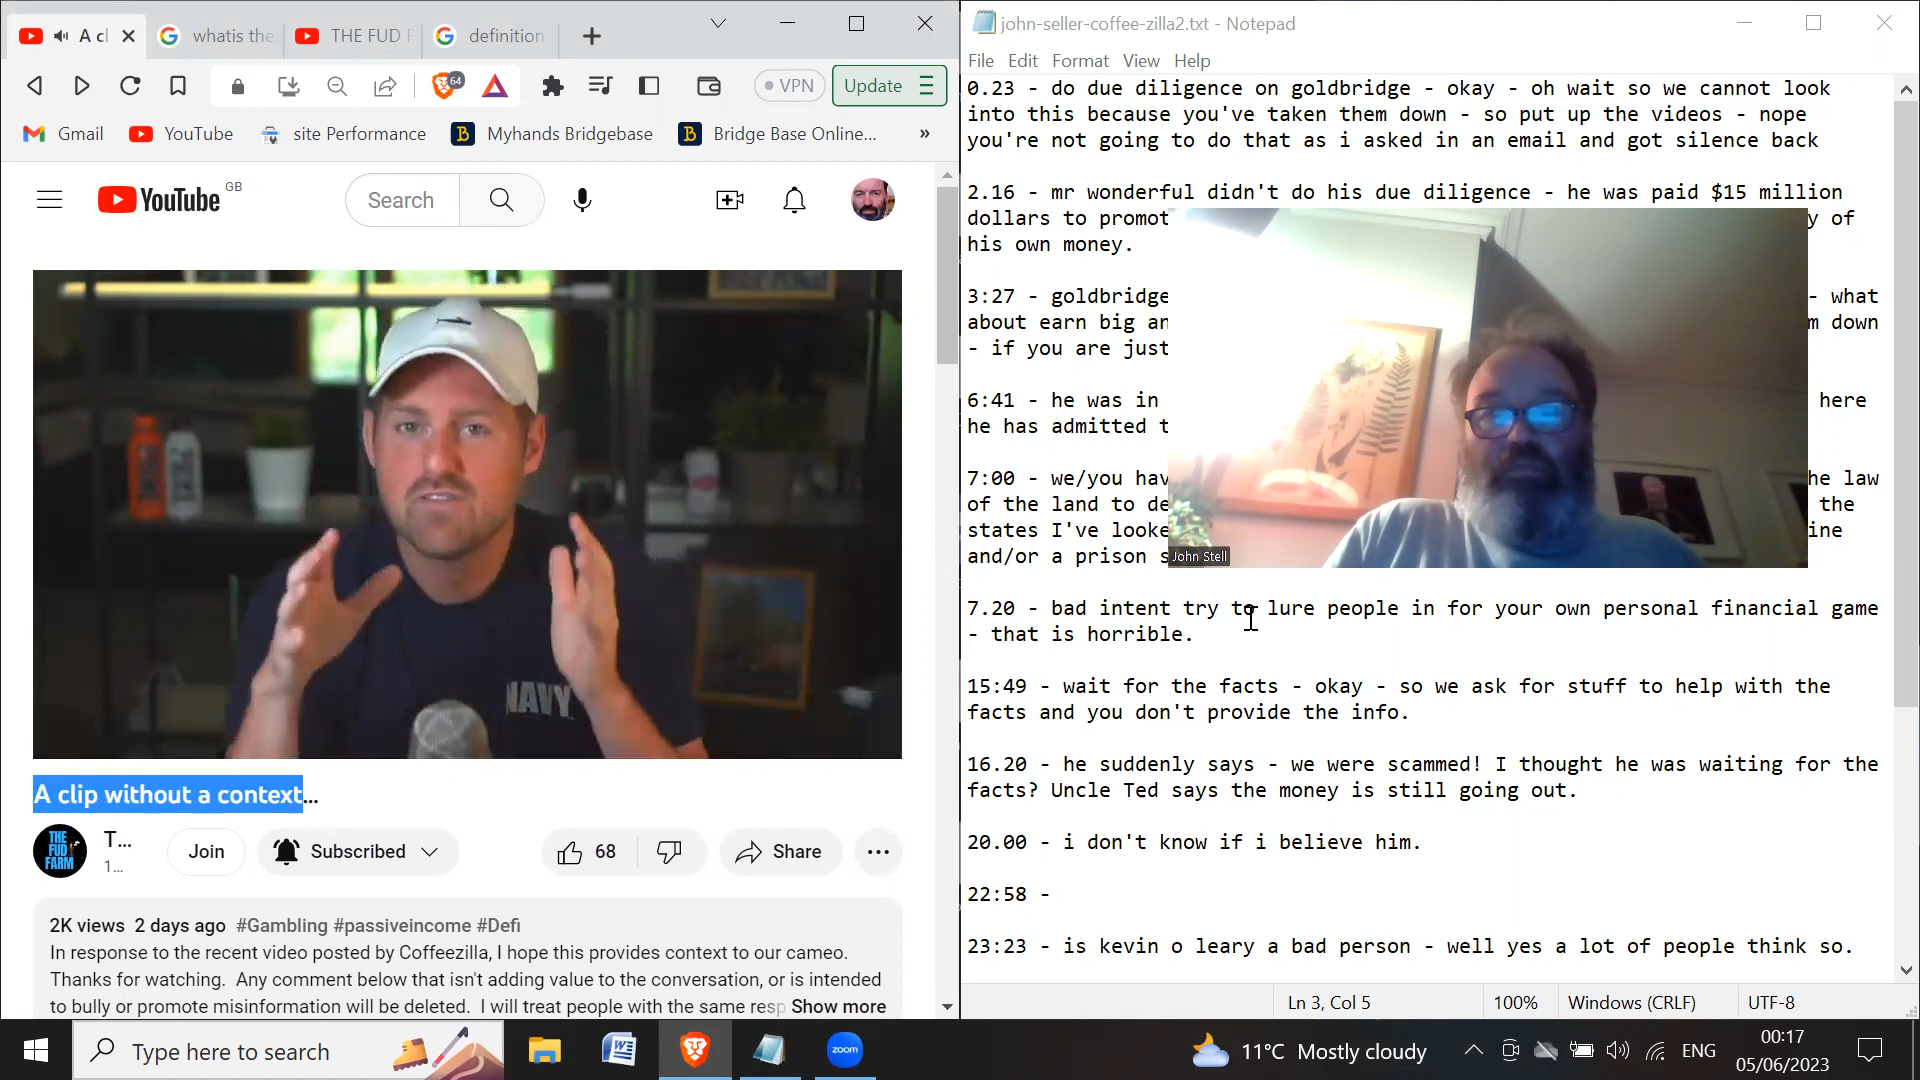 A cl
whatis the
THE FUD F
definition
64
VPN
Update
Gmail
YouTube
site Performance
Myhands Bridgebase
Bridge Base Online...
»
YouTube GB
Search
NAVY
A clip without a context...
THE FUD FARM
T...
1...
Join
Subscribed
68
Share
2K views 2 days ago #Gambling #passiveincome #Defi
In response to the recent video posted by Coffeezilla, I hope this provides context to our cameo.
Thanks for watching. Any comment below that isn't adding value to the conversation, or is intended
to bully or promote misinformation will be deleted. I will treat people with the same resp Show more
john-seller-coffee-zilla2.txt - Notepad
File Edit Format View Help
0.23 - do due diligence on goldbridge - okay - oh wait so we cannot look
into this because you've taken them down - so put up the videos - nope
you're not going to do that as i asked in an email and got silence back
2.16 - mr wonderful didn't do his due diligence - he was paid $15 million
dollars to promot y of
his own money.
3:27 - goldbridge - what
about earn big an m down
- if you are just
6:41 - he was in here
he has admitted t
7:00 - we/you hav he law
of the land to de the
states I've looke ine
and/or a prison s
John Stell
7.20 - bad intent try to lure people in for your own personal financial game
- that is horrible.
15:49 - wait for the facts - okay - so we ask for stuff to help with the
facts and you don't provide the info.
16.20 - he suddenly says - we were scammed! I thought he was waiting for the
facts? Uncle Ted says the money is still going out.
20.00 - i don't know if i believe him.
22:58 -
23:23 - is kevin o leary a bad person - well yes a lot of people think so.
Ln 3, Col 5
100%
Windows (CRLF)
UTF-8
Type here to search
zoom
11°C Mostly cloudy
ENG
00:17
05/06/2023